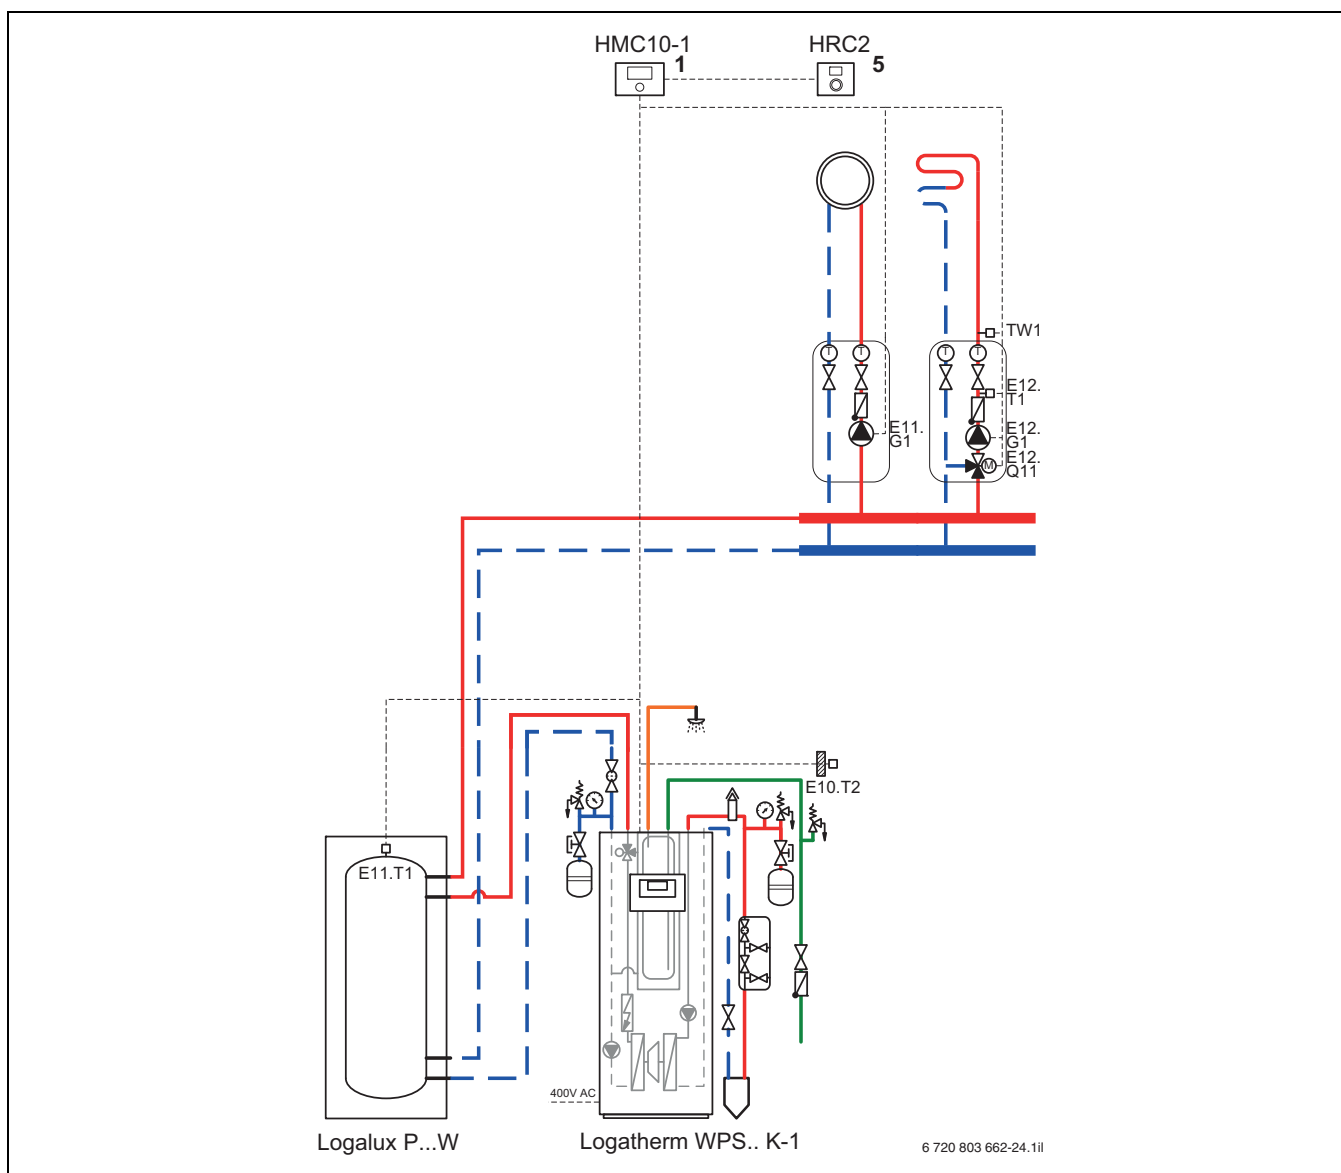 HMC10-1
1
HRC2
5
TW1
T
T
T
T
E12.
T1
E11.
G1
E12.
G1
E12.
Q11
M
E10.T2
E11.T1
400V AC
Logalux P...W
Logatherm WPS.. K-1
6 720 803 662-24.1il